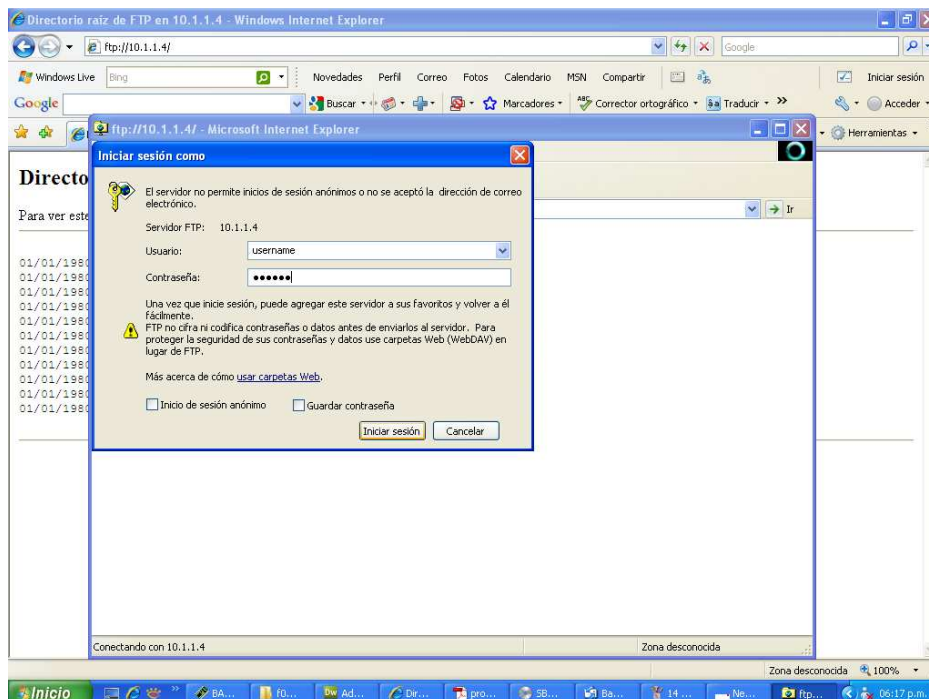 Directorio raíz de FTP en 10.1.1.4 - Windows Internet Explorer
ftp://10.1.1.4/
Google
Windows Live
Bing
Novedades Perfil Correo Fotos Calendario MSN Compartir
Iniciar sesión
Google
Buscar
Marcadores
ABC Corrector ortográfico
Traducir
Acceder
ftp://10.1.1.4/ - Microsoft Internet Explorer
Herramientas
Iniciar sesión como
Directo
El servidor no permite inicios de sesión anónimos o no se aceptó la dirección de correo
electrónico.
Para ver este
Ir
Servidor FTP: 10.1.1.4
Usuario: username
Contraseña: ••••••
01/01/1980
01/01/1980
01/01/1980
01/01/1980
01/01/1980
01/01/1980
01/01/1980
01/01/1980
01/01/1980
01/01/1980
01/01/1980
Una vez que inicie sesión, puede agregar este servidor a sus favoritos y volver a él
fácilmente.
FTP no cifra ni codifica contraseñas o datos antes de enviarlos al servidor. Para
proteger la seguridad de sus contraseñas y datos use carpetas Web (WebDAV) en
lugar de FTP.
Más acerca de cómo usar carpetas Web.
Inicio de sesión anónimo Guardar contraseña
Iniciar sesión Cancelar
Conectando con 10.1.1.4
Zona desconocida
Zona desconocida 100%
Inicio
BA... f0... Dw Ad... Dir... pro... SB... Ba... 14 ... Ne... ftp... 06:17 p.m.